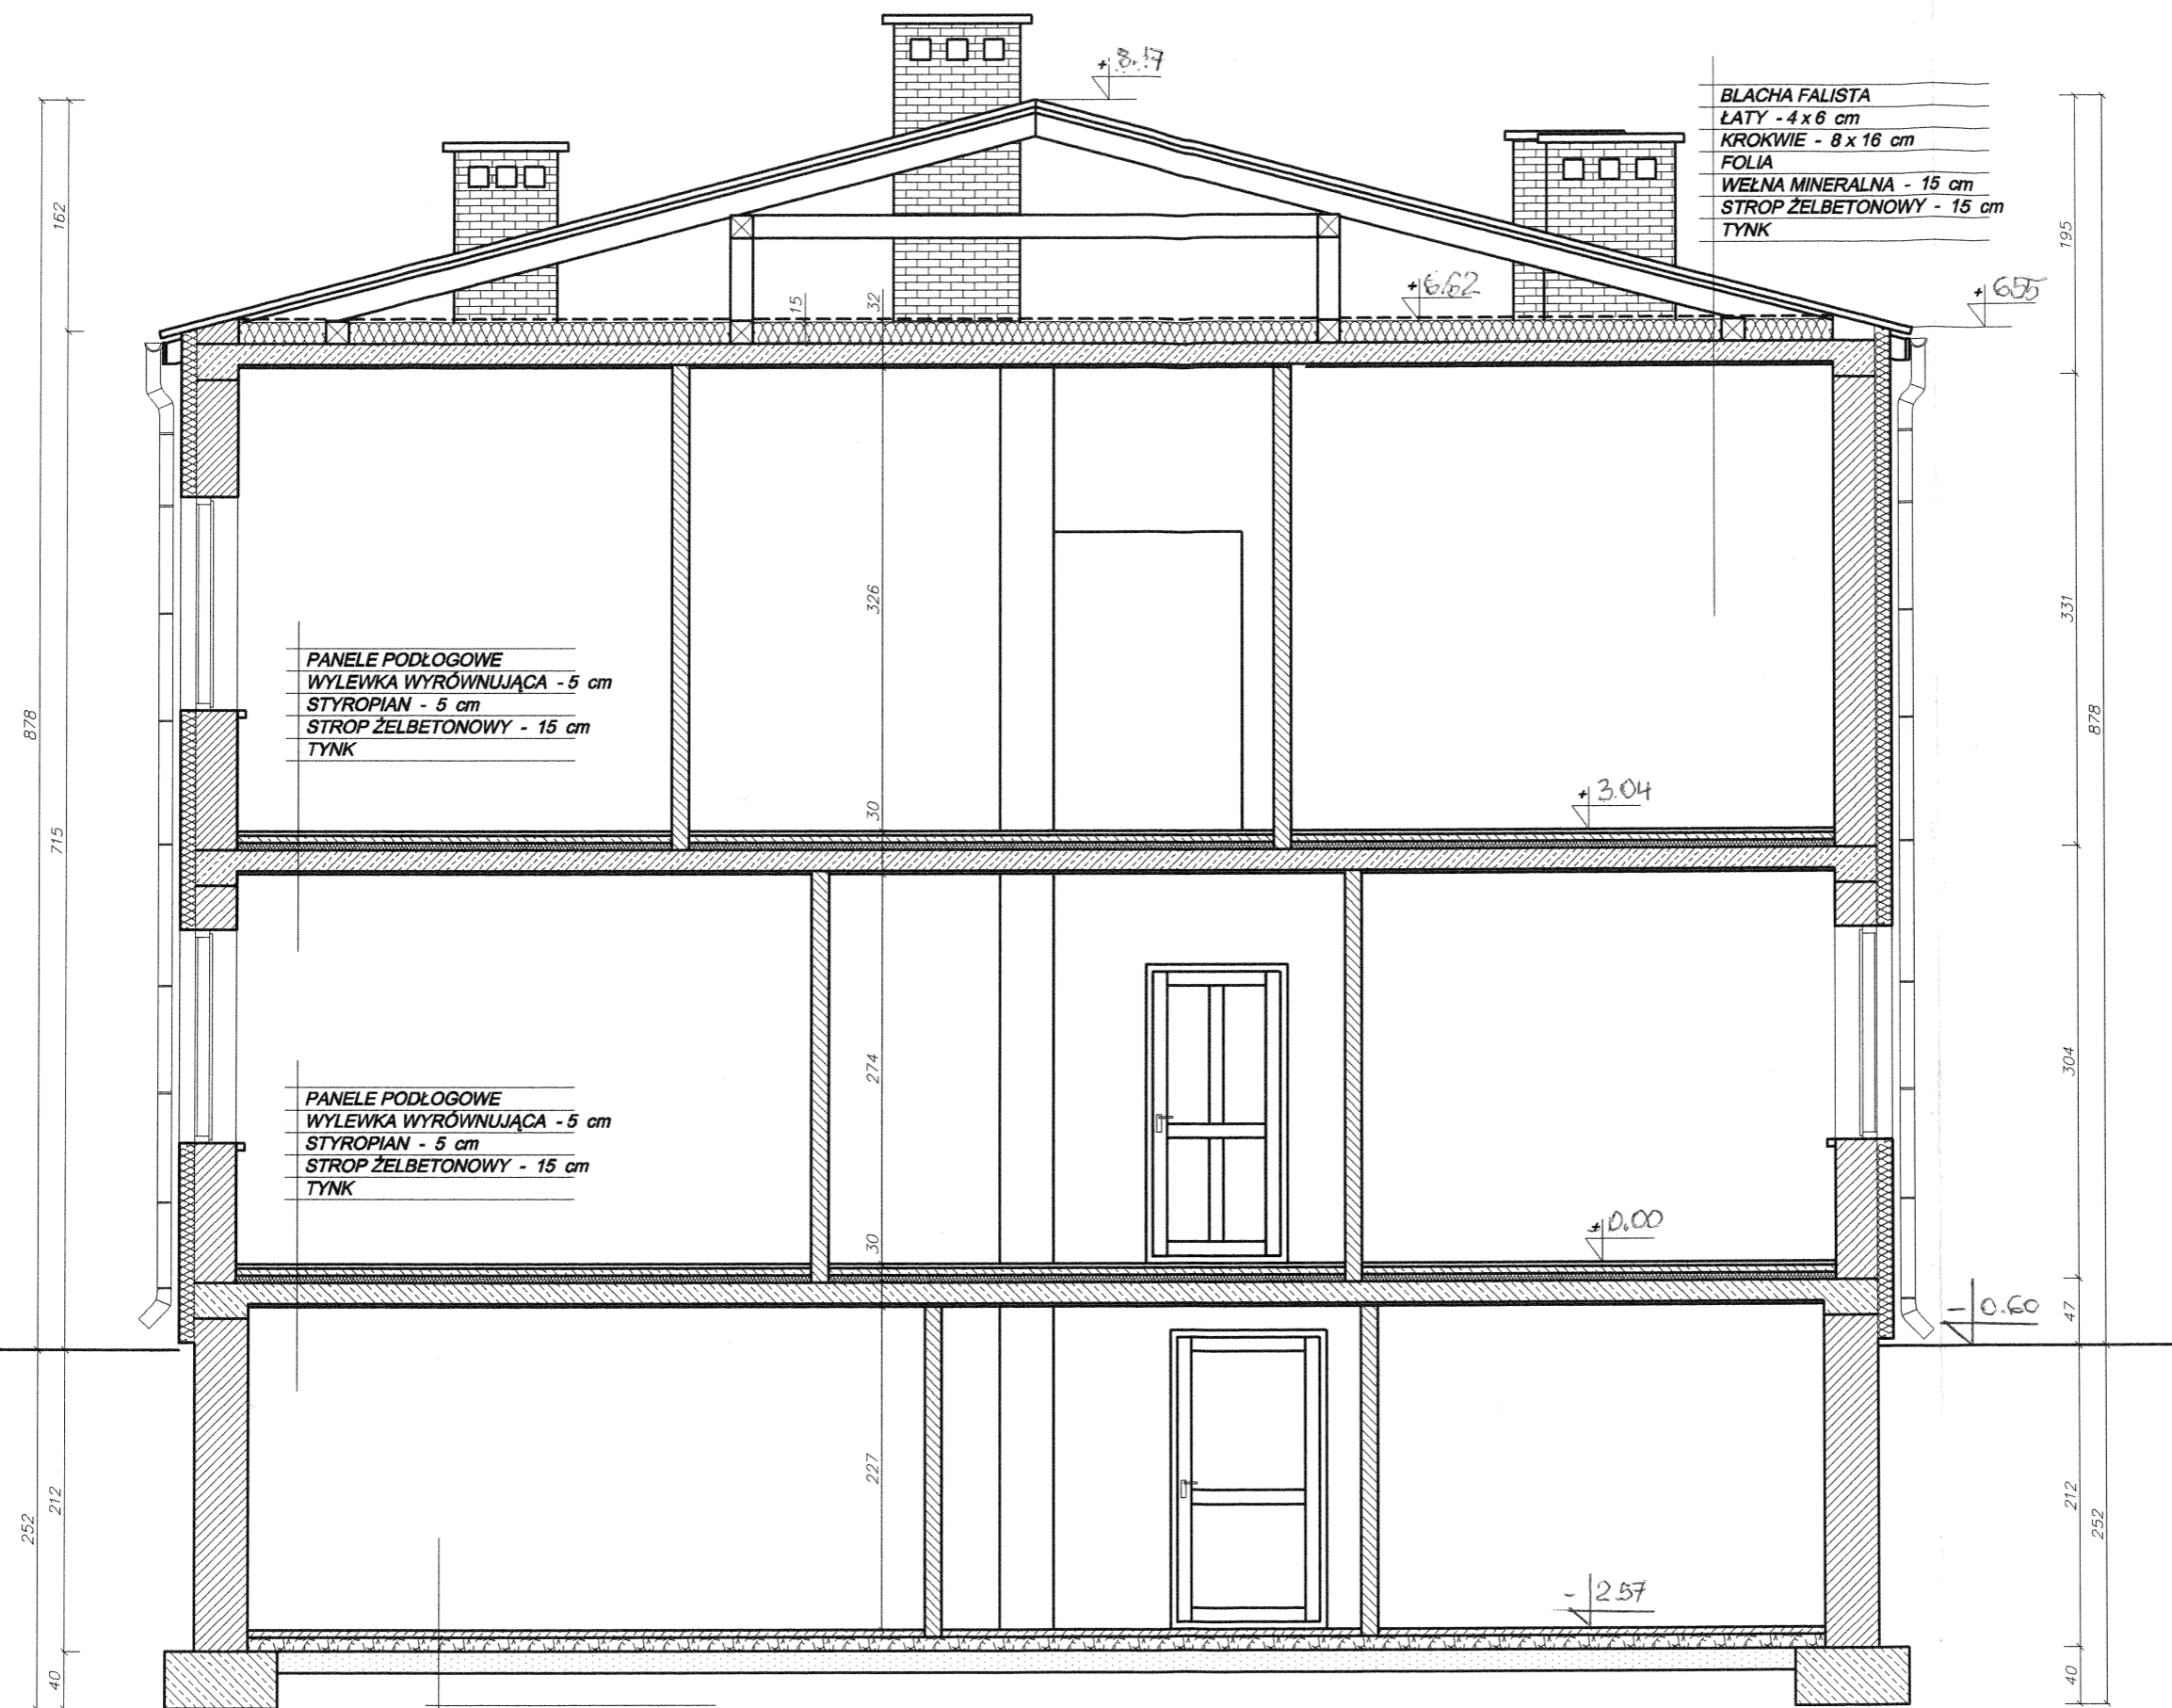 +8.17
BLACHA FALISTA
ŁATY - 4 x 6 cm
KROKWIE - 8 x 16 cm
FOLIA
WEŁNA MINERALNA - 15 cm
STROP ŻELBETONOWY - 15 cm
TYNK
162
195
15
32
+6.62
+655
326
331
PANELE PODŁOGOWE
WYLEWKA WYRÓWNUJĄCA - 5 cm
STYROPIAN - 5 cm
STROP ŻELBETONOWY - 15 cm
TYNK
878
715
878
30
+3.04
274
304
PANELE PODŁOGOWE
WYLEWKA WYRÓWNUJĄCA - 5 cm
STYROPIAN - 5 cm
STROP ŻELBETONOWY - 15 cm
TYNK
30
±0.00
47
-0.60
227
252
212
212
252
-2.57
40
40